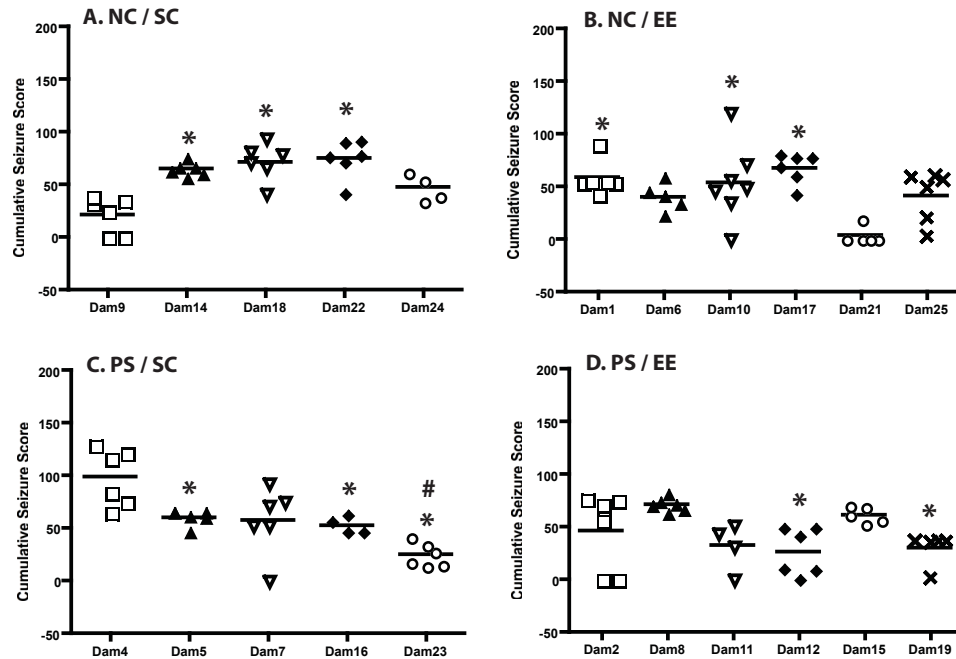 A. NC / SC
Cumulative Seizure Score
200
150
100
50
0
-50
* * *
Dam9 Dam14 Dam18 Dam22 Dam24
B. NC / EE
Cumulative Seizure Score
200
150
100
50
0
-50
* * *
Dam1 Dam6 Dam10 Dam17 Dam21 Dam25
C. PS / SC
Cumulative Seizure Score
200
150
100
50
0
-50
#
* * *
Dam4 Dam5 Dam7 Dam16 Dam23
D. PS / EE
Cumulative Seizure Score
200
150
100
50
0
-50
* *
Dam2 Dam8 Dam11 Dam12 Dam15 Dam19